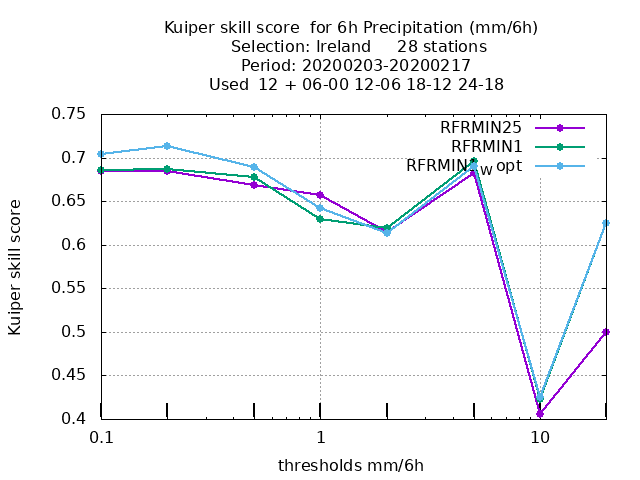 Kuiper skill score  for 6h Precipitation (mm/6h)
Selection: Ireland     28 stations
Period: 20200203-20200217
Used  12 + 06-00 12-06 18-12 24-18
0.75
0.7
0.65
0.6
0.55
0.5
0.45
0.4
Kuiper skill score
RFRMIN25
RFRMIN1
RFRMIN1wopt
0.1
1
10
thresholds mm/6h